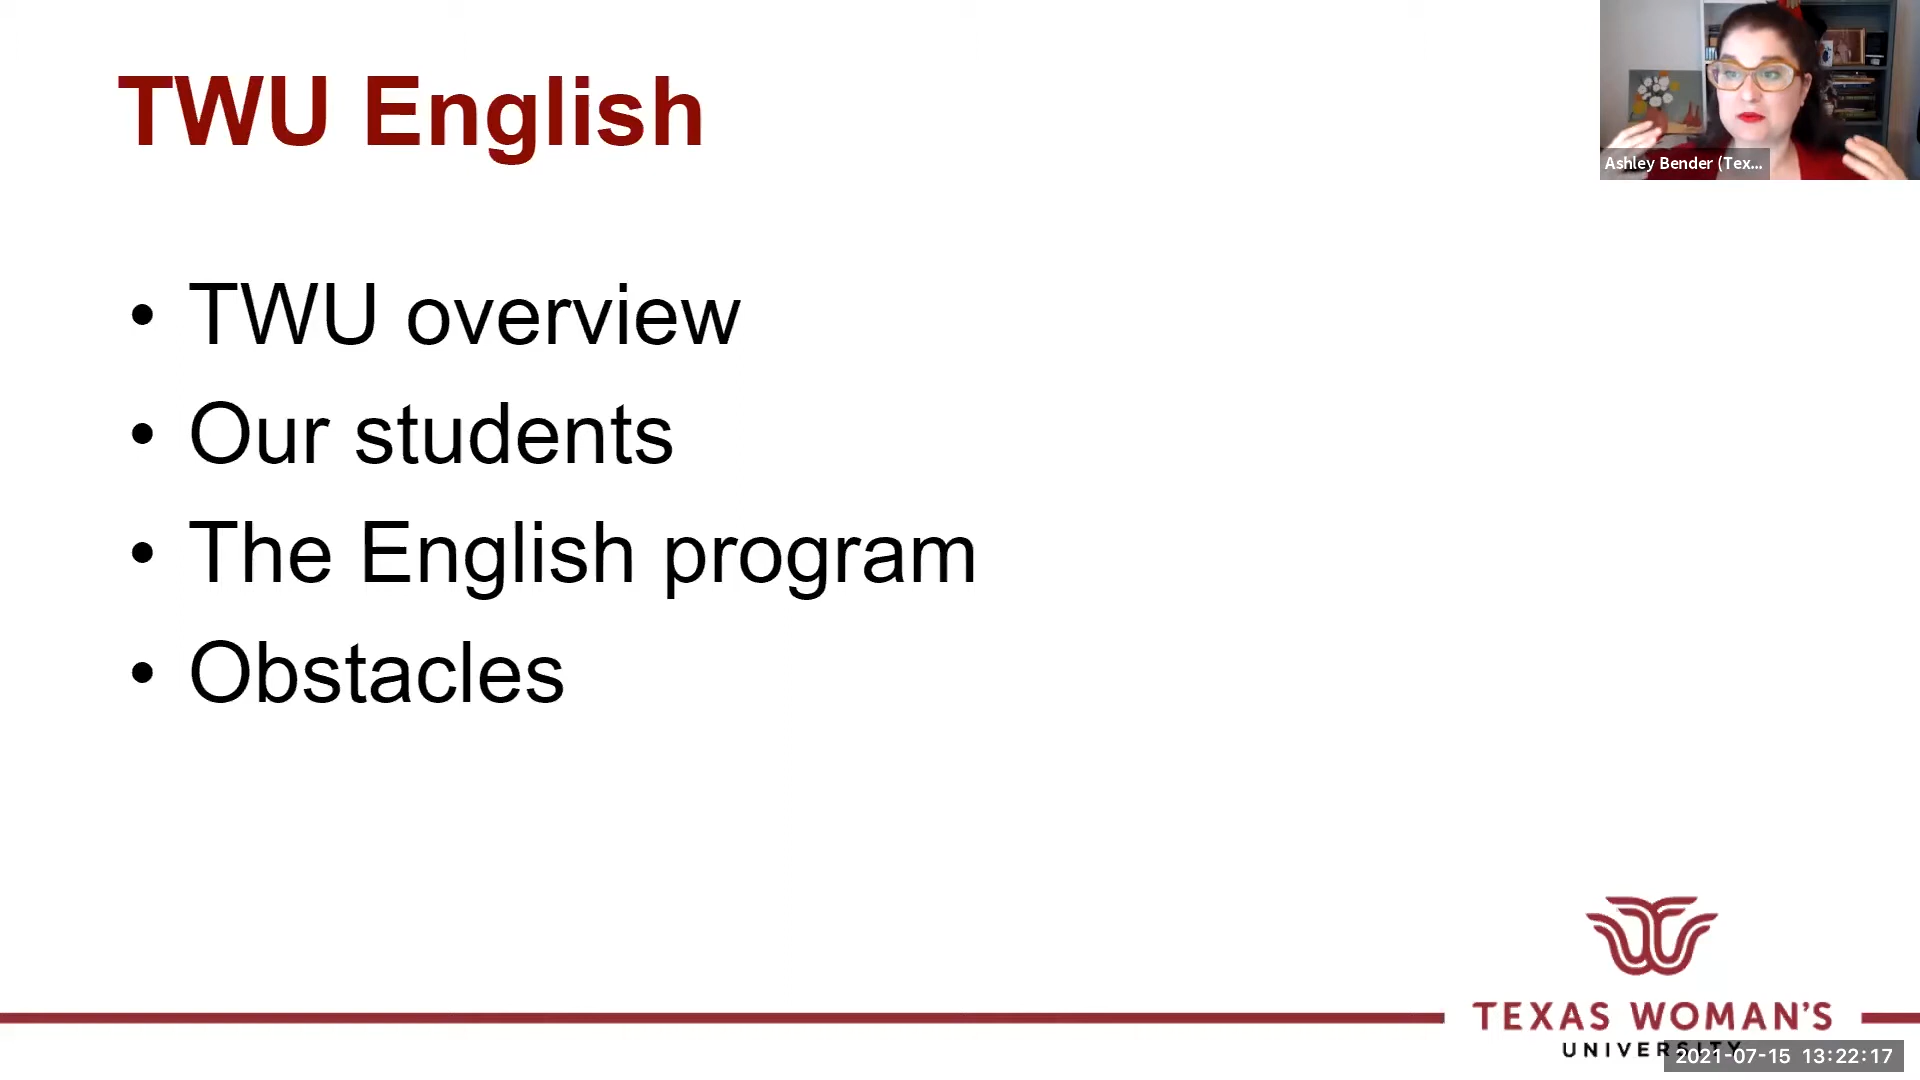 TWU English
Ashley Bender (Tex...
• TWU overview
• Our students
• The English program
• Obstacles
TEXAS WOMAN'S
UNIVERSITY
2021-07-15 13:22:17